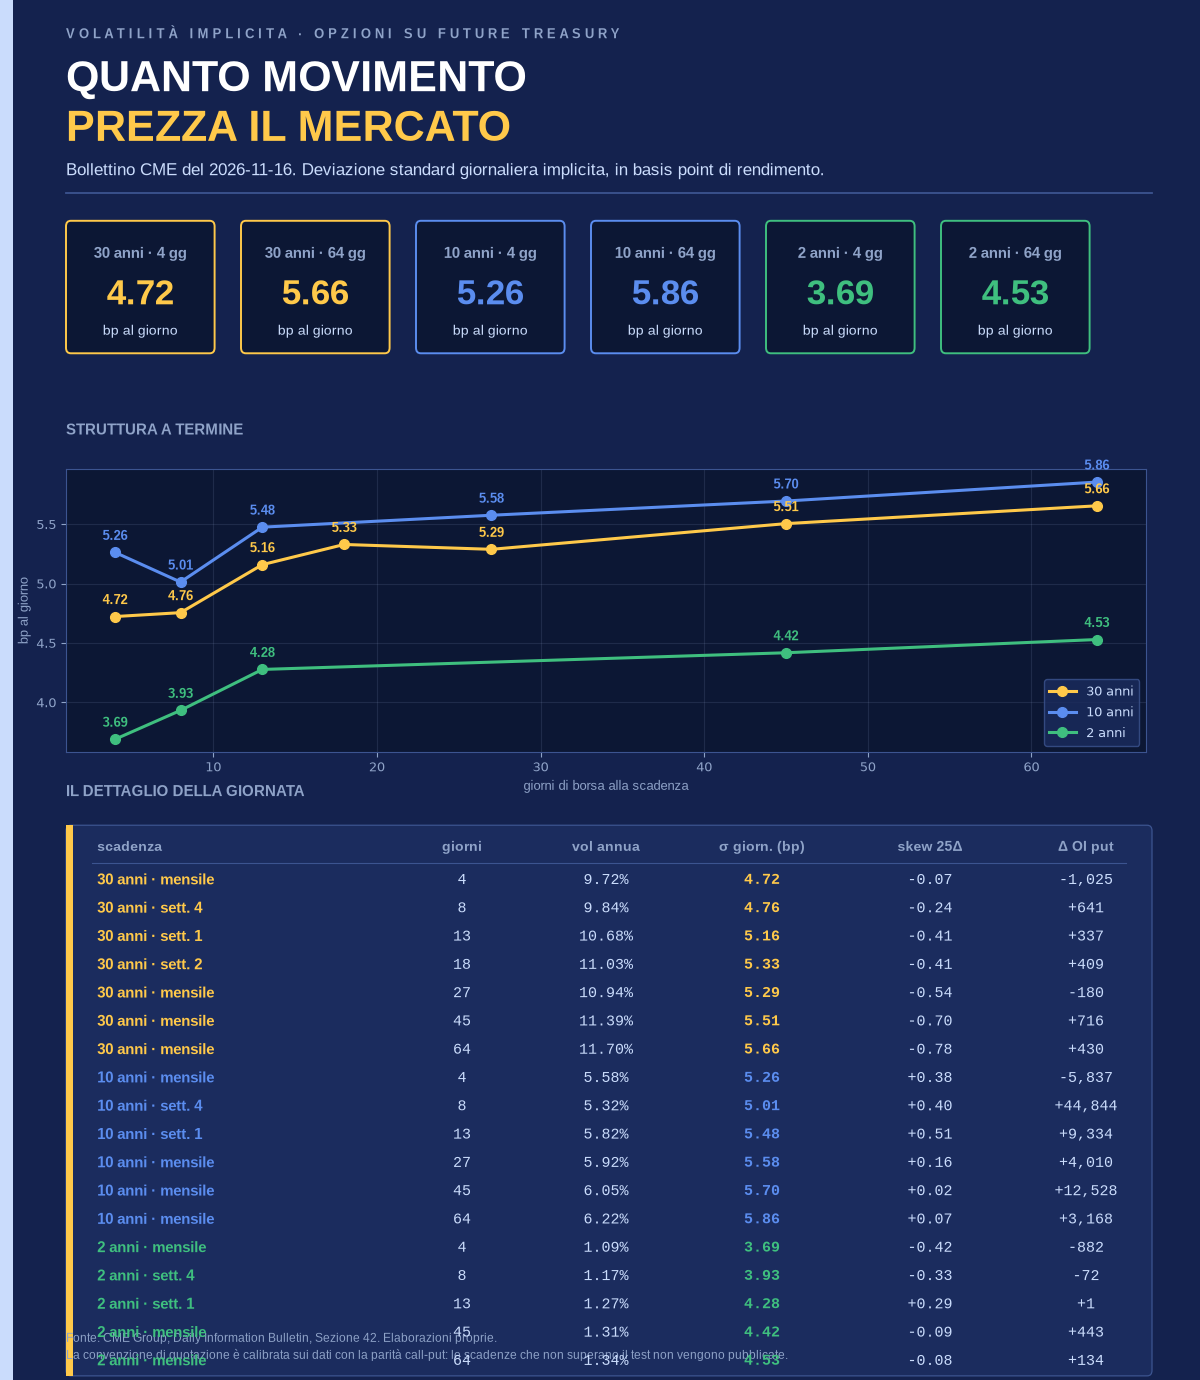 VOLATILITÀ IMPLICITA · OPZIONI SU FUTURE TREASURY
QUANTO MOVIMENTO
PREZZA IL MERCATO
Bollettino CME del 2026-11-16. Deviazione standard giornaliera implicita, in basis point di rendimento.
30 anni · 4 gg
4.72
bp al giorno
30 anni · 64 gg
5.66
bp al giorno
10 anni · 4 gg
5.26
bp al giorno
10 anni · 64 gg
5.86
bp al giorno
2 anni · 4 gg
3.69
bp al giorno
2 anni · 64 gg
4.53
bp al giorno
STRUTTURA A TERMINE
bp al giorno
5.5
5.0
4.5
4.0
5.26 5.01 5.48 5.58 5.70 5.86
4.72 4.76 5.16 5.33 5.29 5.51 5.66
3.69 3.93 4.28 4.42 4.53
30 anni
10 anni
2 anni
10 20 30 40 50 60
giorni di borsa alla scadenza
IL DETTAGLIO DELLA GIORNATA
scadenza giorni vol annua σ giorn. (bp) skew 25Δ Δ OI put
30 anni · mensile 4 9.72% 4.72 -0.07 -1,025
30 anni · sett. 4 8 9.84% 4.76 -0.24 +641
30 anni · sett. 1 13 10.68% 5.16 -0.41 +337
30 anni · sett. 2 18 11.03% 5.33 -0.41 +409
30 anni · mensile 27 10.94% 5.29 -0.54 -180
30 anni · mensile 45 11.39% 5.51 -0.70 +716
30 anni · mensile 64 11.70% 5.66 -0.78 +430
10 anni · mensile 4 5.58% 5.26 +0.38 -5,837
10 anni · sett. 4 8 5.32% 5.01 +0.40 +44,844
10 anni · sett. 1 13 5.82% 5.48 +0.51 +9,334
10 anni · mensile 27 5.92% 5.58 +0.16 +4,010
10 anni · mensile 45 6.05% 5.70 +0.02 +12,528
10 anni · mensile 64 6.22% 5.86 +0.07 +3,168
2 anni · mensile 4 1.09% 3.69 -0.42 -882
2 anni · sett. 4 8 1.17% 3.93 -0.33 -72
2 anni · sett. 1 13 1.27% 4.28 +0.29 +1
2 anni · mensile 45 1.31% 4.42 -0.09 +443
Fonte: CME Group, Daily Information Bulletin, Sezione 42. Elaborazioni proprie.
La convenzione di quotazione è calibrata sui dati con la parità call-put: le scadenze che non superano il test non vengono pubblicate.
2 anni · mensile 64 1.34% 4.53 -0.08 +134